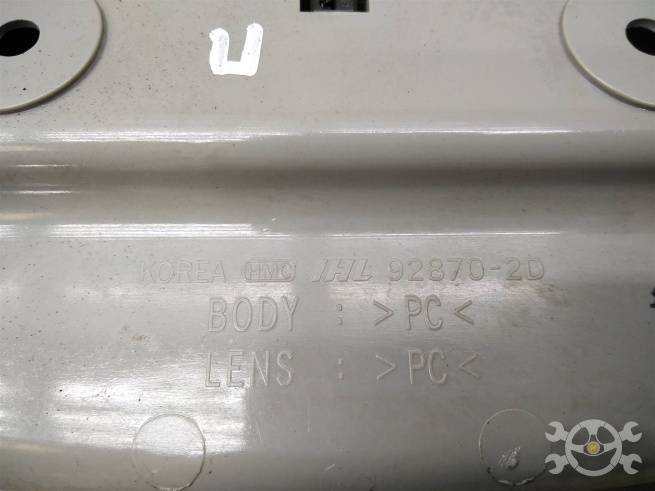 KOREA HMC IHL 92870-2D
BODY : >PC<
LENS : >PC<